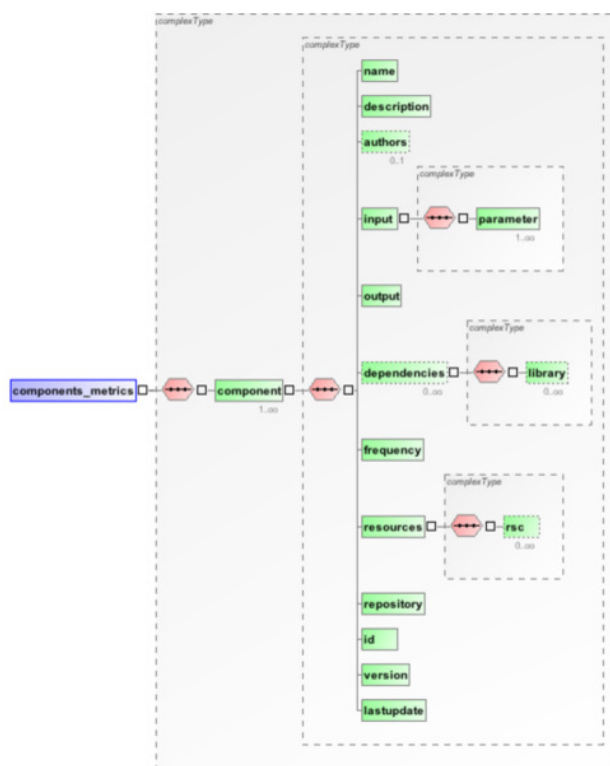 complexType
complexType
name
description
authors
0..1
complexType
input
parameter
1..∞
output
complexType
dependencies
library
0..∞
0..∞
components_metrics
component
1..∞
frequency
complexType
resources
rsc
0..∞
repository
id
version
lastupdate